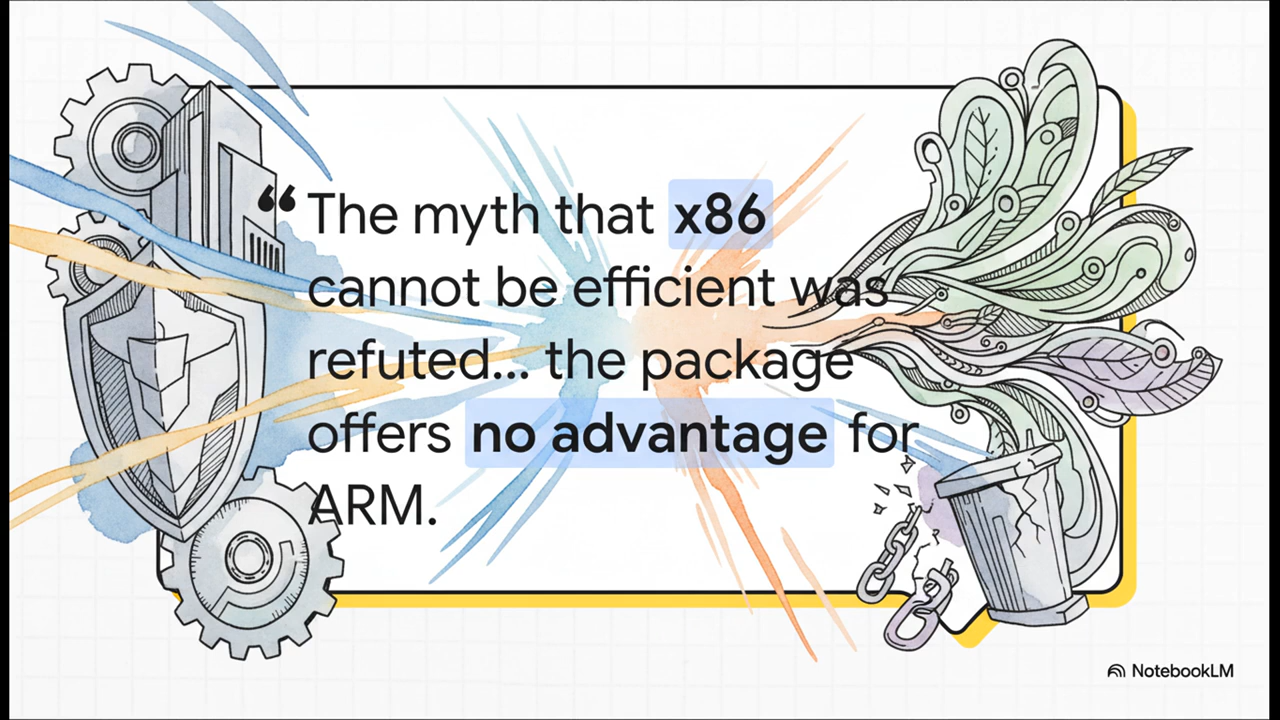 “The myth that x86
cannot be efficient was
refuted... the package
offers no advantage for
ARM.
NotebookLM